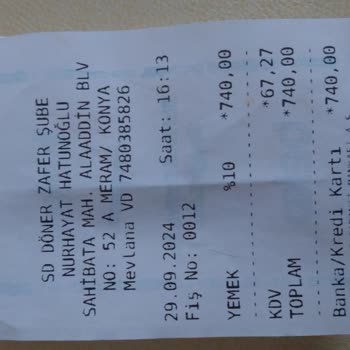 SD DÖNER ZAFER ŞUBE
NURHAYAT HATUNOĞLU
SAHİBATA MAH. ALAADDİN BLV
NO: 52 A MERAM/ KONYA
Mevlana VD 7480385826
29.09.2024 Saat: 16:13
Fiş No: 0012
YEMEK %10 *740,00
KDV *67,27
TOPLAM *740,00
Banka/Kredi Kartı *740,00